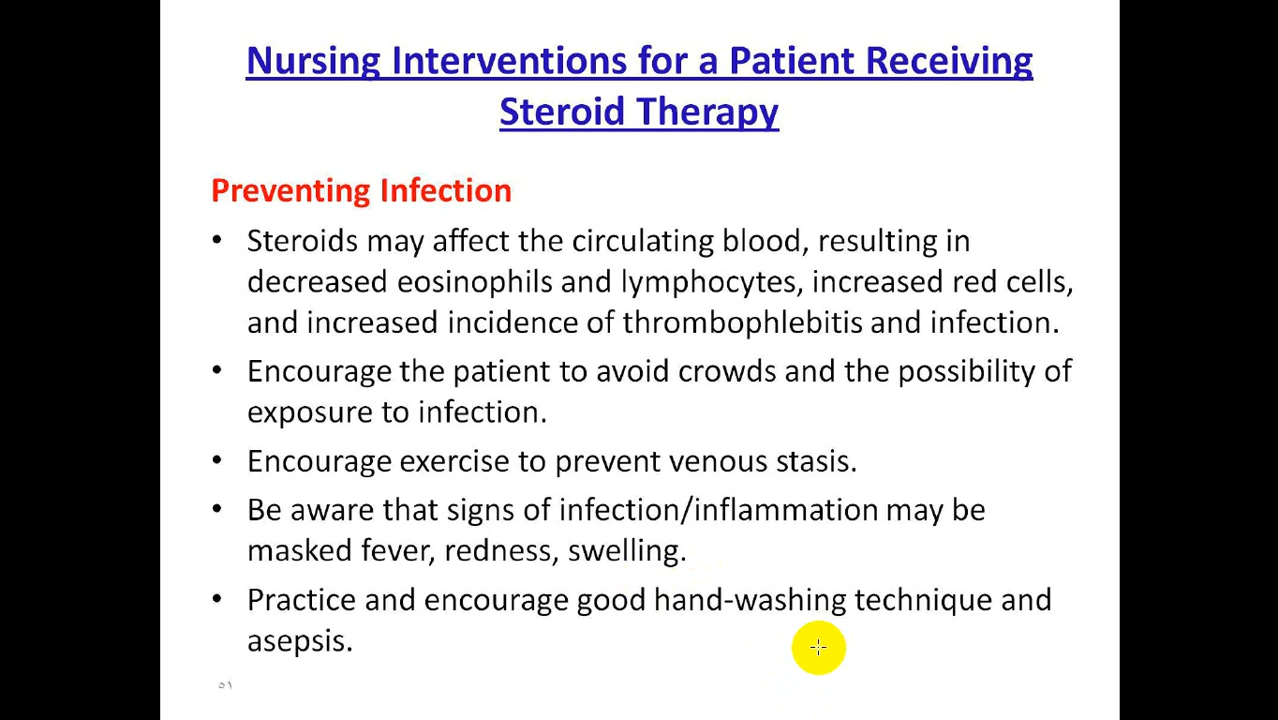 Nursing Interventions for a Patient Receiving
Steroid Therapy
Preventing Infection
• Steroids may affect the circulating blood, resulting in
decreased eosinophils and lymphocytes, increased red cells,
and increased incidence of thrombophlebitis and infection.
• Encourage the patient to avoid crowds and the possibility of
exposure to infection.
• Encourage exercise to prevent venous stasis.
• Be aware that signs of infection/inflammation may be
masked fever, redness, swelling.
• Practice and encourage good hand-washing technique and
asepsis.
٥١